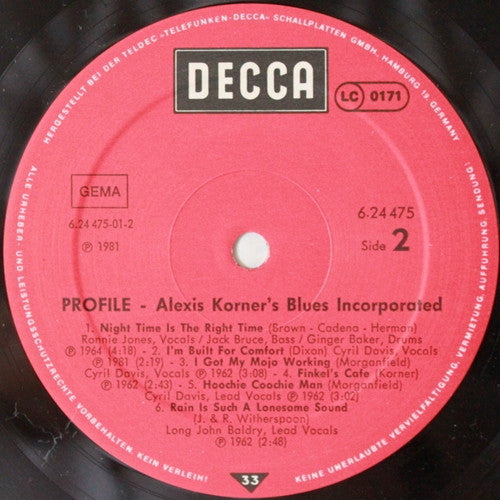 HERGESTELLT BEI DER TELDEC »TELEFUNKEN-DECCA« SCHALLPLATTEN GMBH, HAMBURG 19, GERMANY
DECCA
LC 0171
GEMA
6.24 475-01-2
℗ 1981
6.24 475
Side 2
PROFILE - Alexis Korner's Blues Incorporated
1. Night Time Is The Right Time (Brown - Cadena - Herman)
Ronnie Jones, Vocals / Jack Bruce, Bass / Ginger Baker, Drums
℗ 1964 (4:18) - 2. I'm Built For Comfort (Dixon) Cyril Davis, Vocals
℗ 1981 (2:19) - 3. I Got My Mojo Working (Morganfield)
Cyril Davis, Vocals ℗ 1962 (3:08) - 4. Finkel's Cafe (Korner)
℗ 1962 (2:43) - 5. Hoochie Coochie Man (Morganfield)
Cyril Davis, Lead Vocals ℗ 1962 (3:02)
6. Rain Is Such A Lonesome Sound
(J. & R. Witherspoon)
Long John Baldry, Lead Vocals
℗ 1962 (2:48)
33
ALLE URHEBER- UND LEISTUNGSSCHUTZRECHTE VORBEHALTEN. KEIN VERLEIH!
KEINE UNERLAUBTE VERVIELFÄLTIGUNG, VERMIETUNG, AUFFÜHRUNG, SENDUNG!